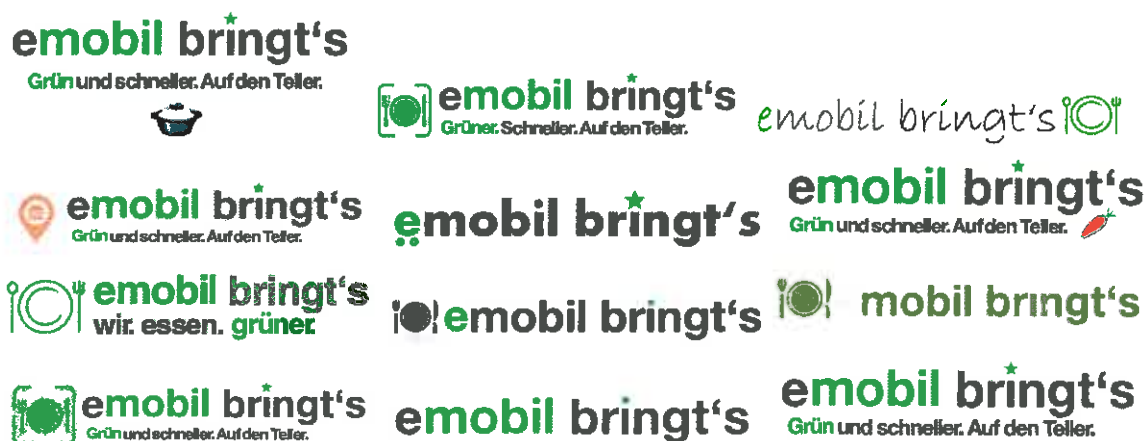 emobil bringt‘s
Grün und schneller. Auf den Teller.
emobil bringt‘s
Grüner. Schneller. Auf den Teller.
emobil bringt's
emobil bringt‘s
Grün und schneller. Auf den Teller.
emobil bringt‘s
emobil bringt‘s
Grün und schneller. Auf den Teller.
emobil bringt‘s
wir. essen. grüner.
emobil bringt‘s
mobil bringt‘s
emobil bringt‘s
Grün und schneller. Auf den Teller.
emobil bringt‘s
emobil bringt‘s
Grün und schneller. Auf den Teller.